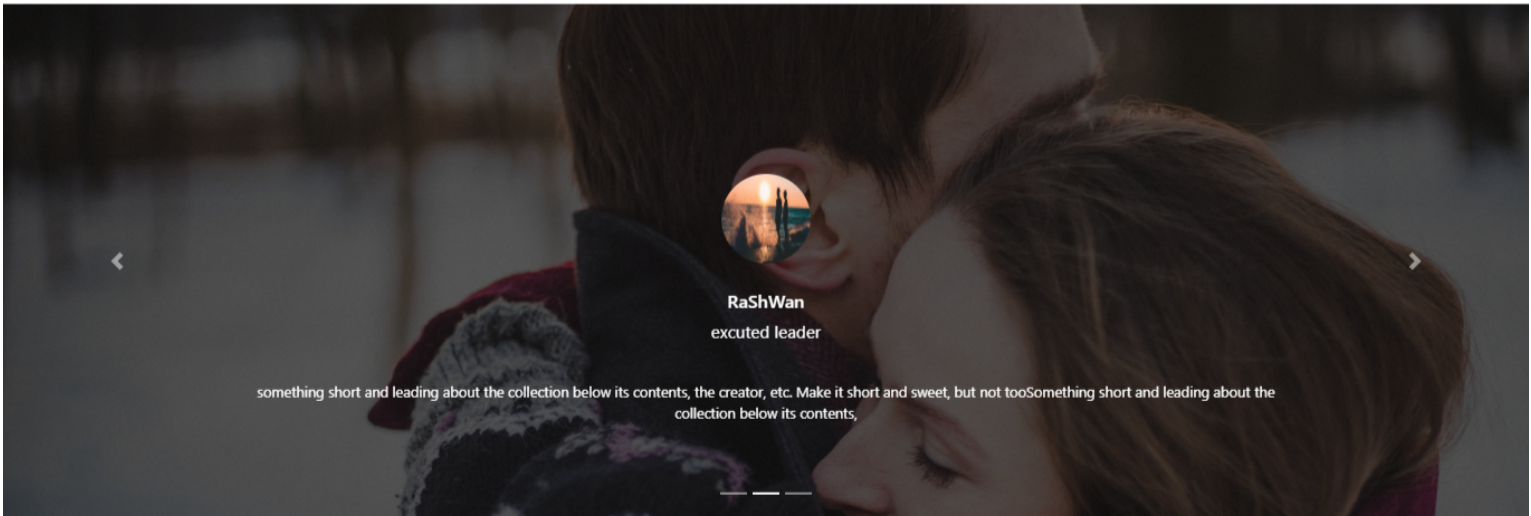 RaShWan
excuted leader
something short and leading about the collection below its contents, the creator, etc. Make it short and sweet, but not tooSomething short and leading about the
collection below its contents,